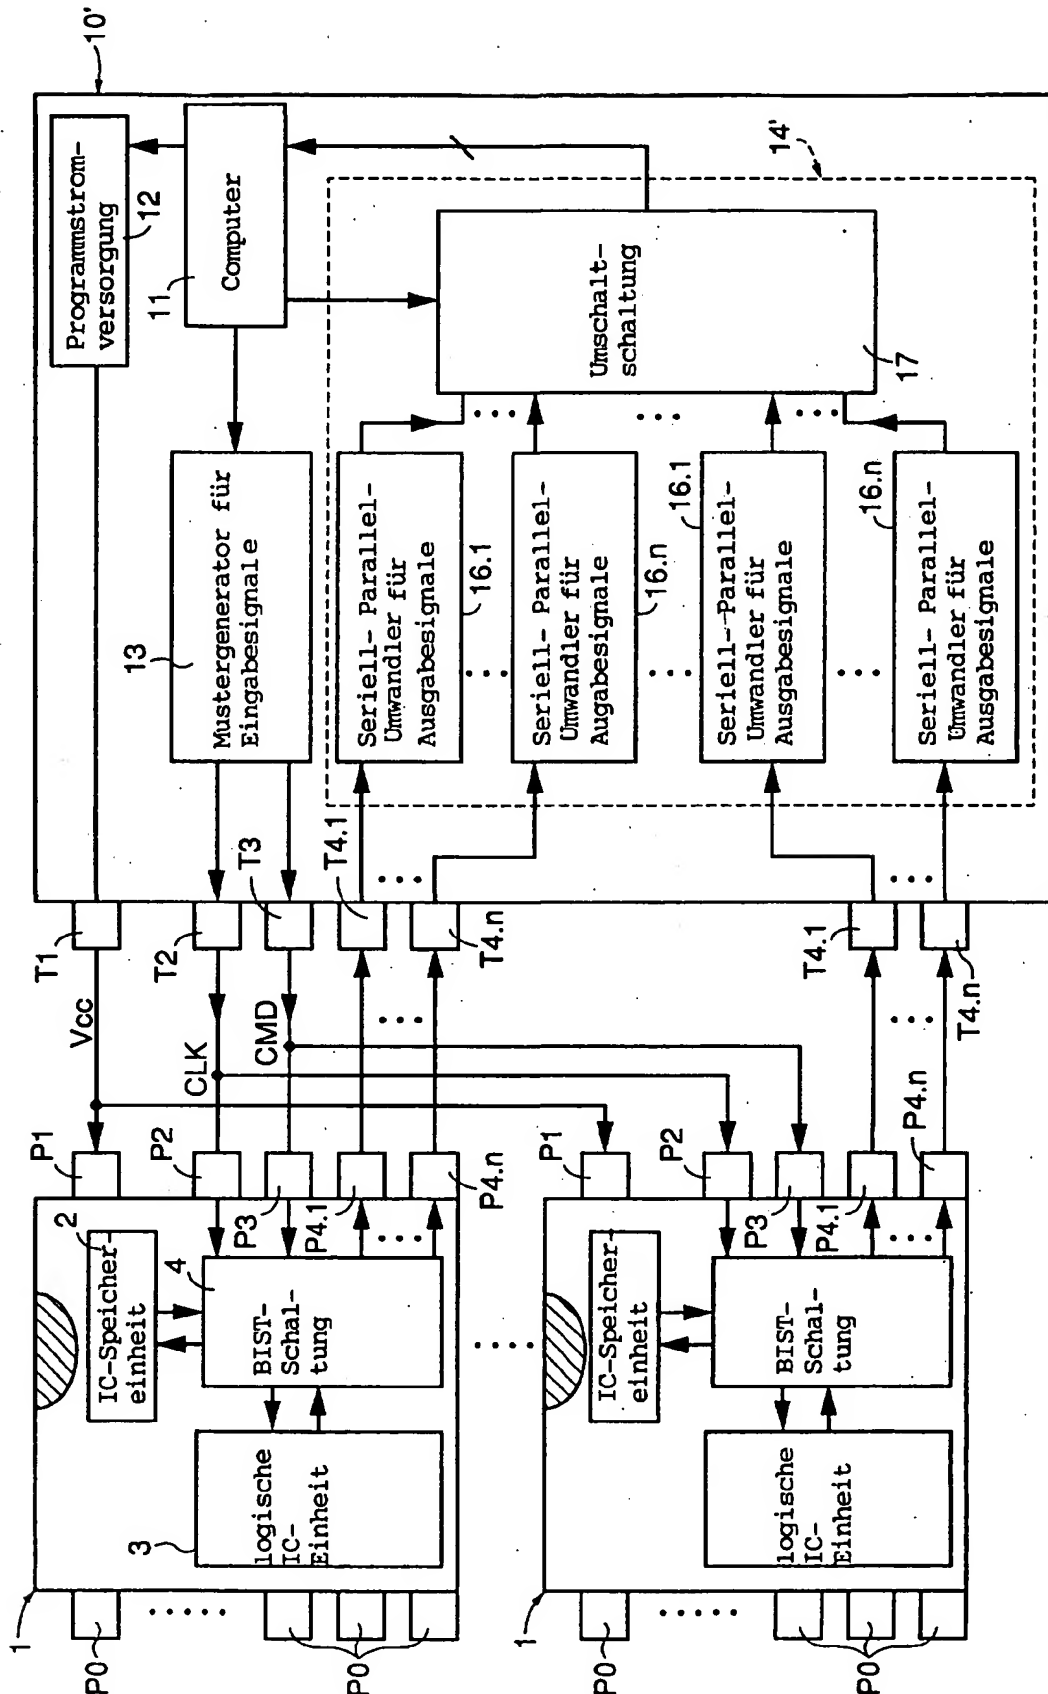 10'
Programmstrom-
versorgung
12
11
Computer
13
Mustergenerator für
Eingabesignale
14'
Umschalt-
schaltung
17
Seriell- Parallel-
Umwandler für
Ausgabesignale
16.1
Seriell- Parallel-
Umwandler für
Augabesignale
16.n
Seriell--Parallel-
Umwandler für
Ausgabesignale
16.1
Seriell- Parallel-
Umwandler für
Ausgabesignale
16.n
T1
T2
T3
T4.1
T4.n
T4.1
T4.n
Vcc
CLK
CMD
P1
P2
P3
P4.1
P4.n
P1
P2
P3
P4.1
P4.n
2
IC-Speicher-
einheit
4
BIST-
Schal-
tung
3
logische
IC-
Einheit
1
P0
P0
IC-Speicher-
einheit
BIST-
Schal-
tung
logische
IC-
Einheit
1
P0
P0